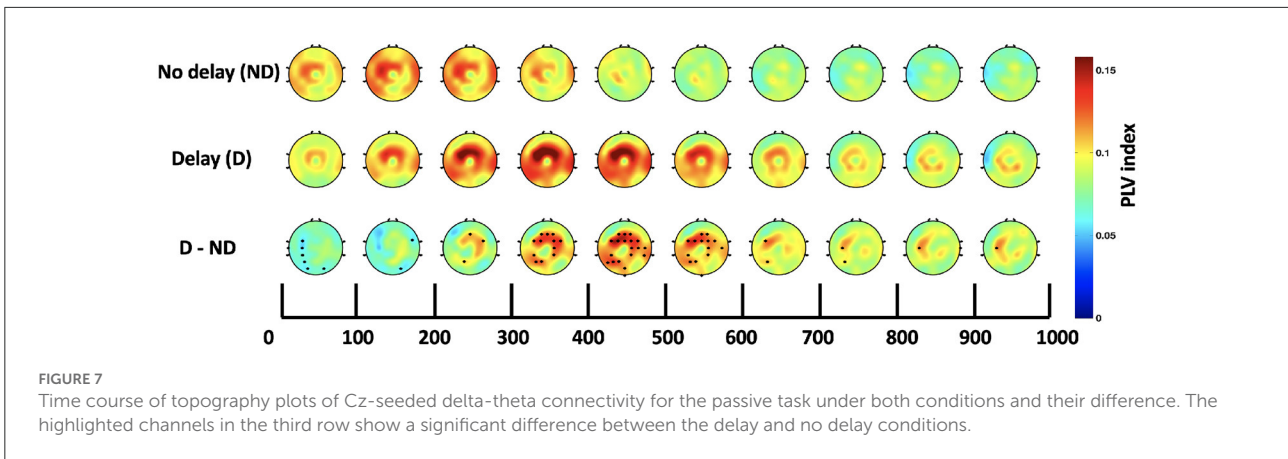 No delay (ND)
Delay (D)
D - ND
0 100 200 300 400 500 600 700 800 900 1000
0.15
0.1
0.05
0
PLV index
FIGURE 7
Time course of topography plots of Cz-seeded delta-theta connectivity for the passive task under both conditions and their difference. The
highlighted channels in the third row show a significant difference between the delay and no delay conditions.